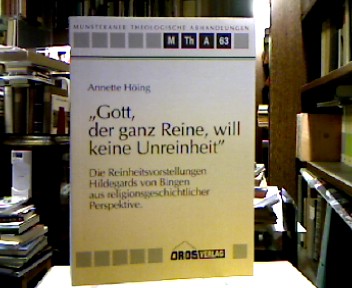 MÜNSTERANER THEOLOGISCHE ABHANDLUNGEN
M Th A 63
Annette Höing
„Gott,
der ganz Reine, will
keine Unreinheit"
Die Reinheitsvorstellungen
Hildegards von Bingen
aus religionsgeschichtlicher
Perspektive.
OROS VERLAG